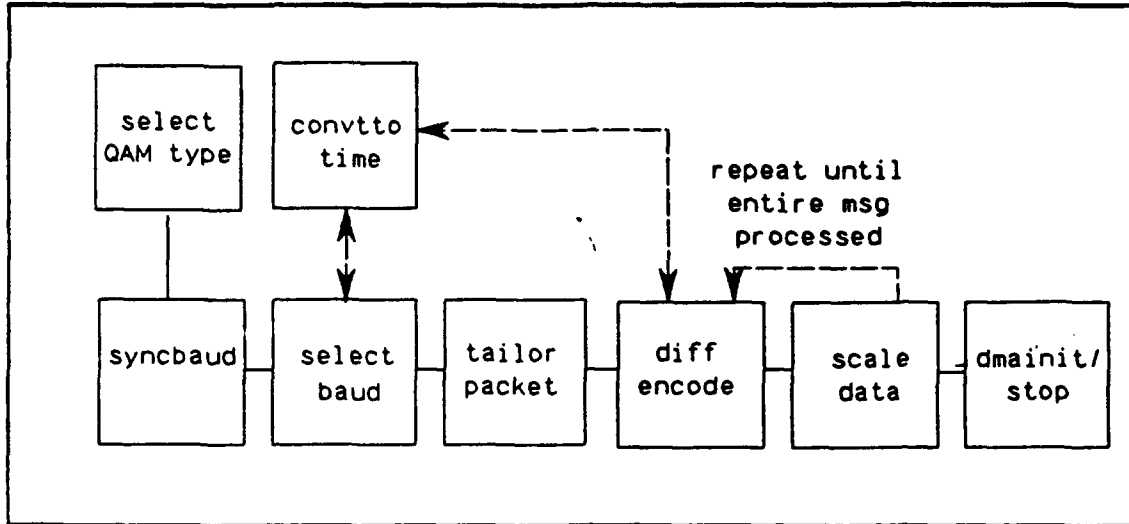 select
QAM type
convtto
time
repeat until
entire msg
processed
syncbaud
select
baud
tailor
packet
diff
encode
scale
data
dmainit/
stop